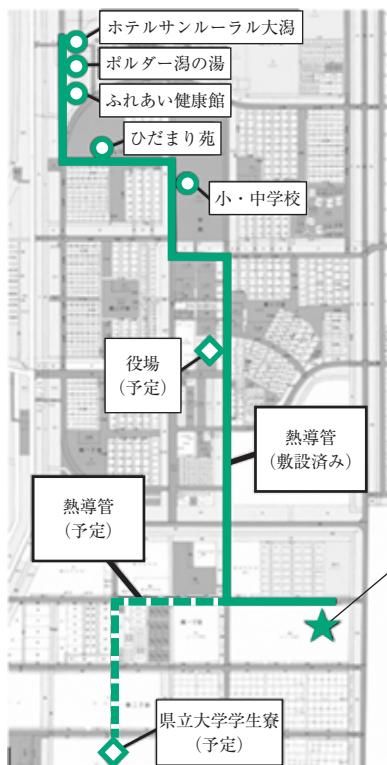 ホテルサンルーラル大潟
ポルダー潟の湯
ふれあい健康館
ひだまり苑
小・中学校
役場
(予定)
熱導管
(敷設済み)
熱導管
(予定)
県立大学学生寮
(予定)